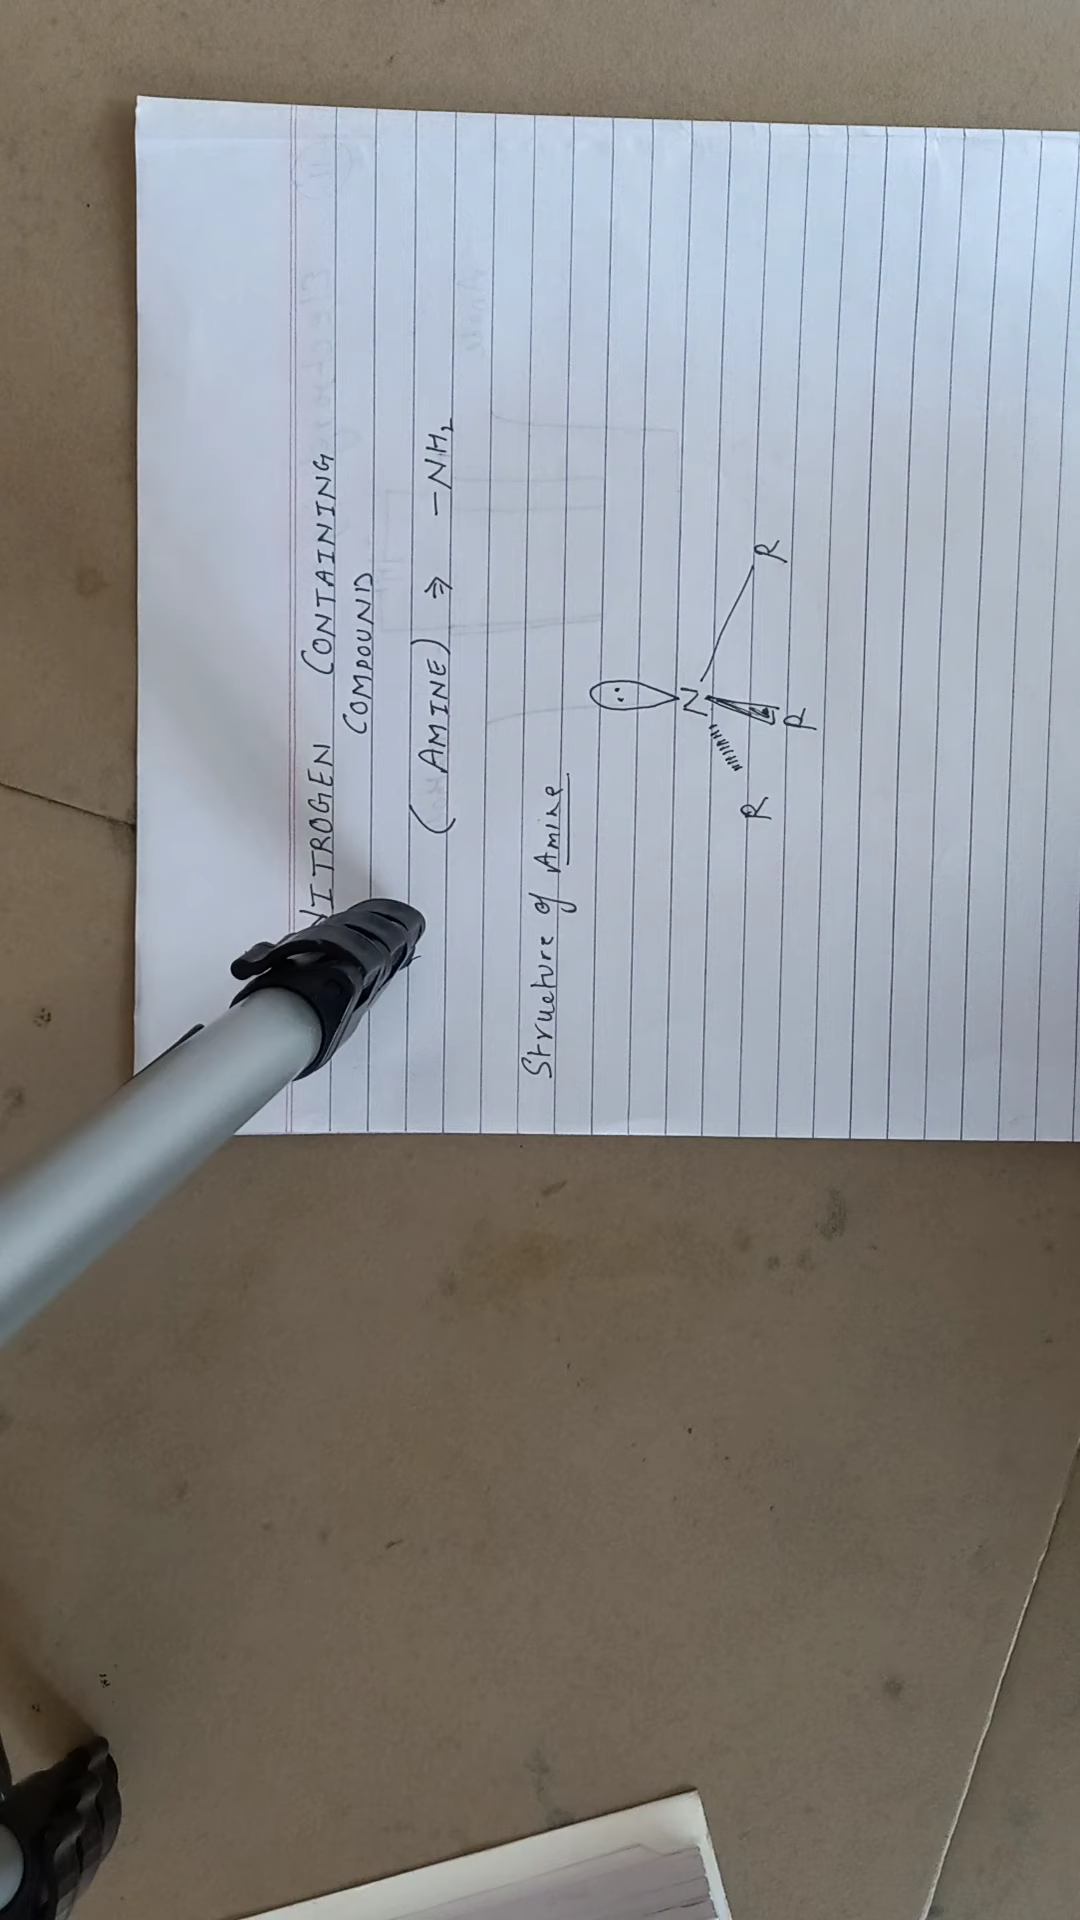 NITROGEN CONTAINING
COMPOUND
(AMINE) ⇒ -NH₂
Structure of Amine
N
R
R
R